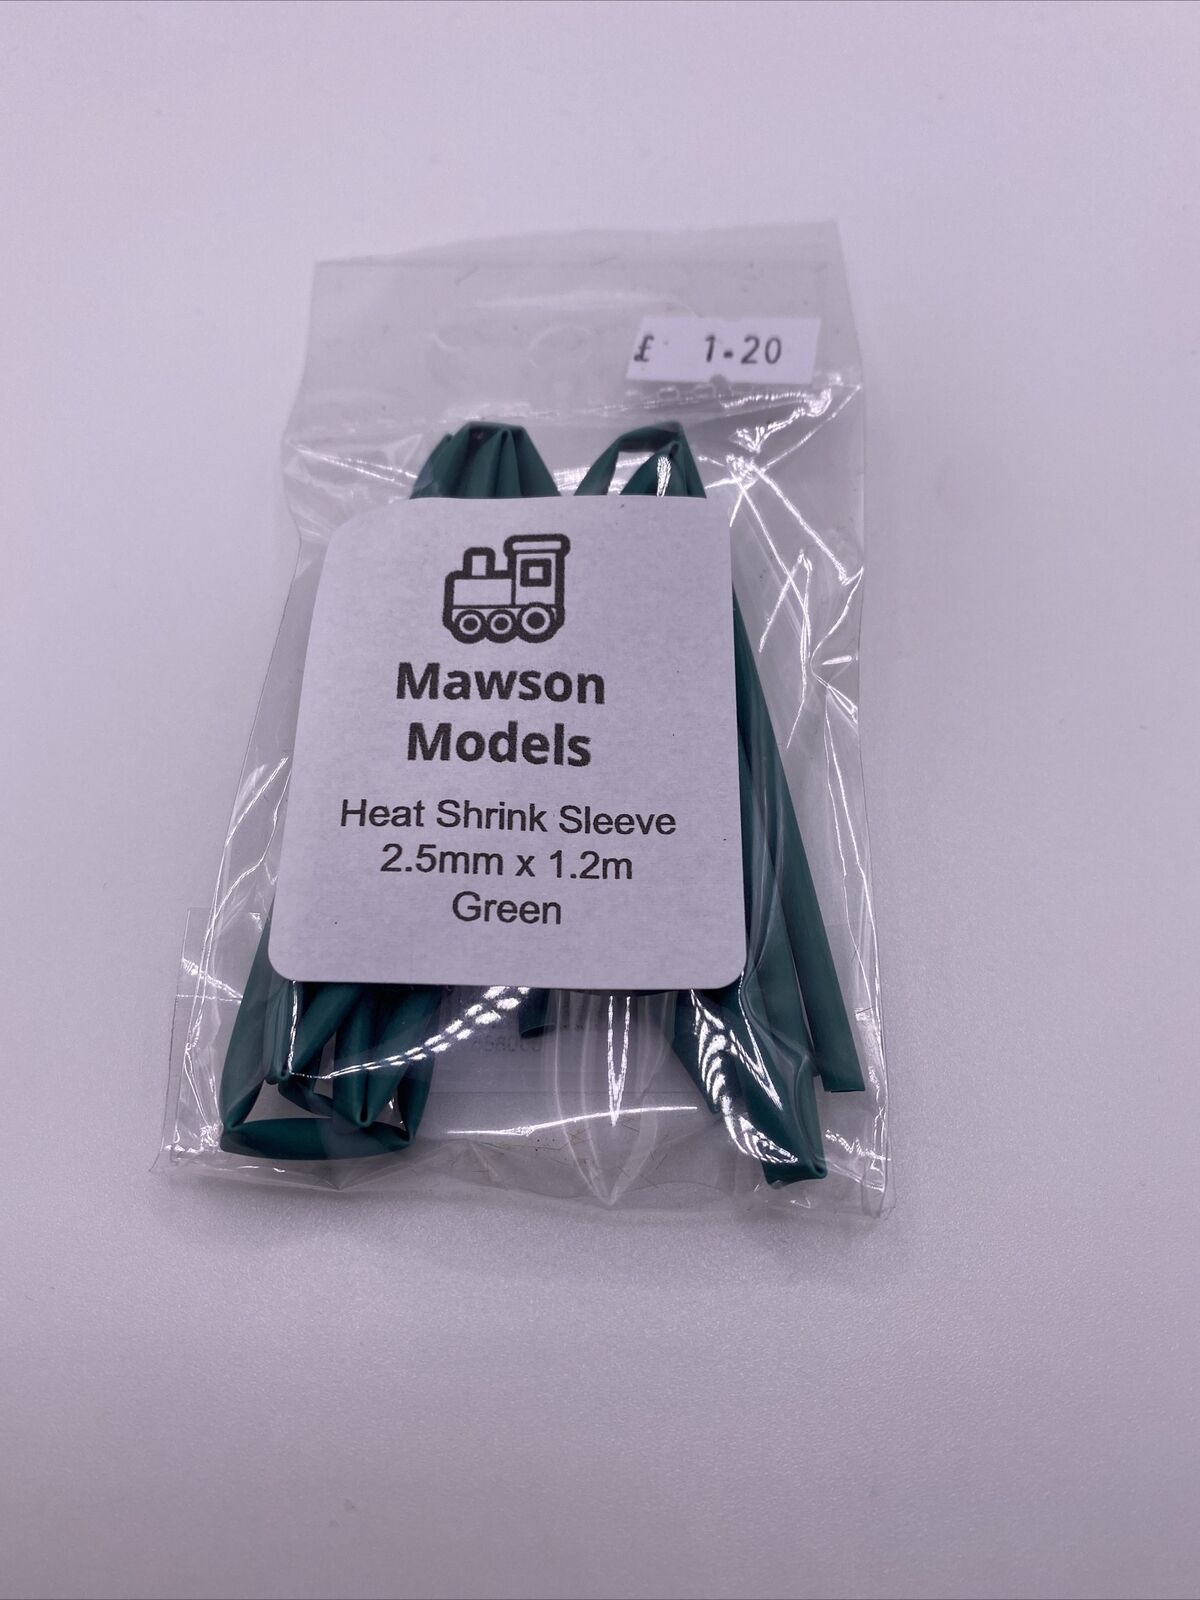 £ 1.20
Mawson
Models
Heat Shrink Sleeve
2.5mm x 1.2m
Green